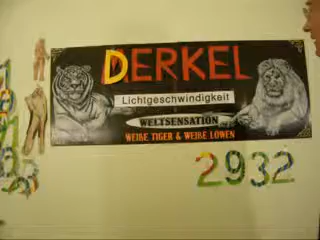 DERKEL
Lichtgeschwindigkeit
WELTSENSATION
WEIßE TIGER & WEIßE LÖWEN
2932